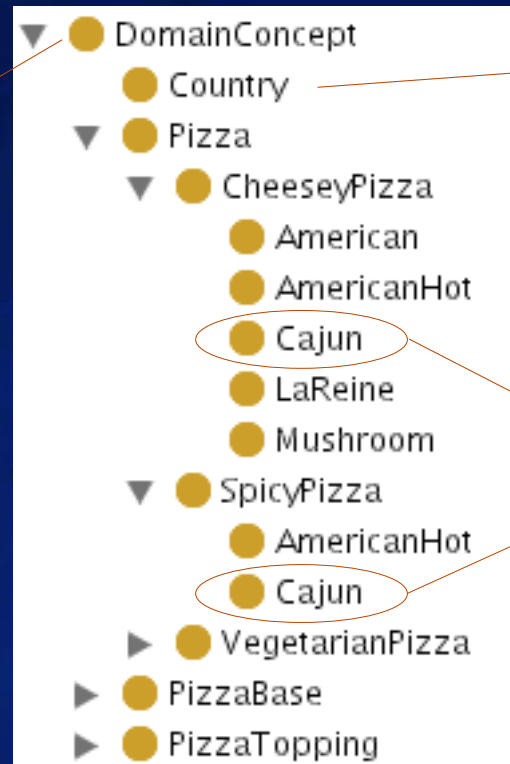 DomainConcept
Country
Pizza
CheeseyPizza
American
AmericanHot
Cajun
LaReine
Mushroom
SpicyPizza
AmericanHot
Cajun
VegetarianPizza
PizzaBase
PizzaTopping